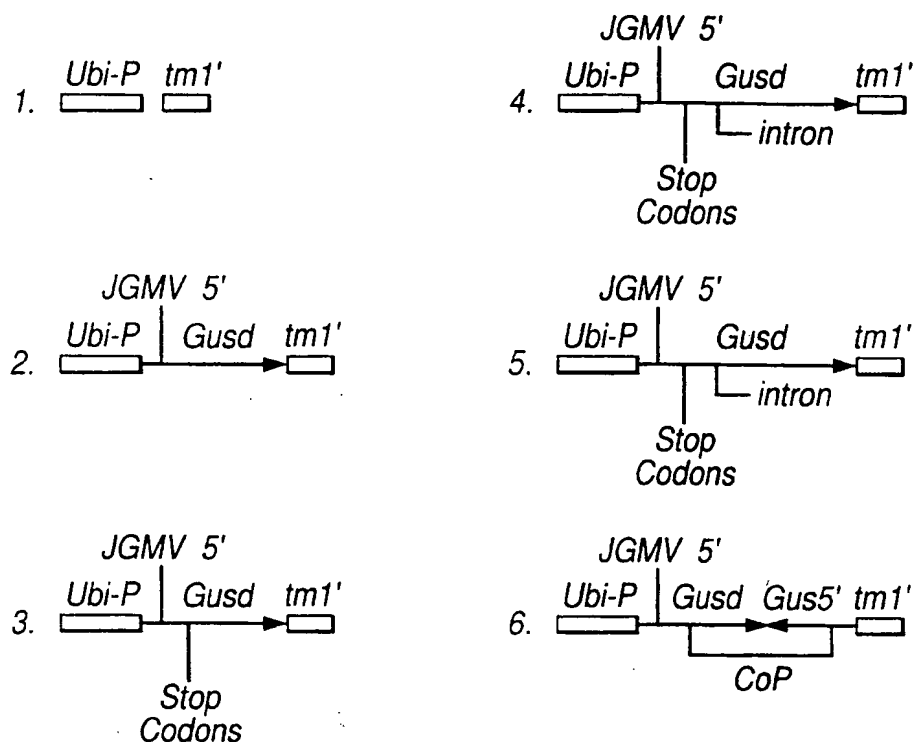 1. Ubi-P tm1'
JGMV 5'
2. Ubi-P Gusd tm1'
JGMV 5'
3. Ubi-P Gusd tm1'
Stop
Codons
JGMV 5'
4. Ubi-P Gusd tm1'
intron
Stop
Codons
JGMV 5'
5. Ubi-P Gusd tm1'
intron
Stop
Codons
JGMV 5'
6. Ubi-P Gusd Gus5' tm1'
CoP